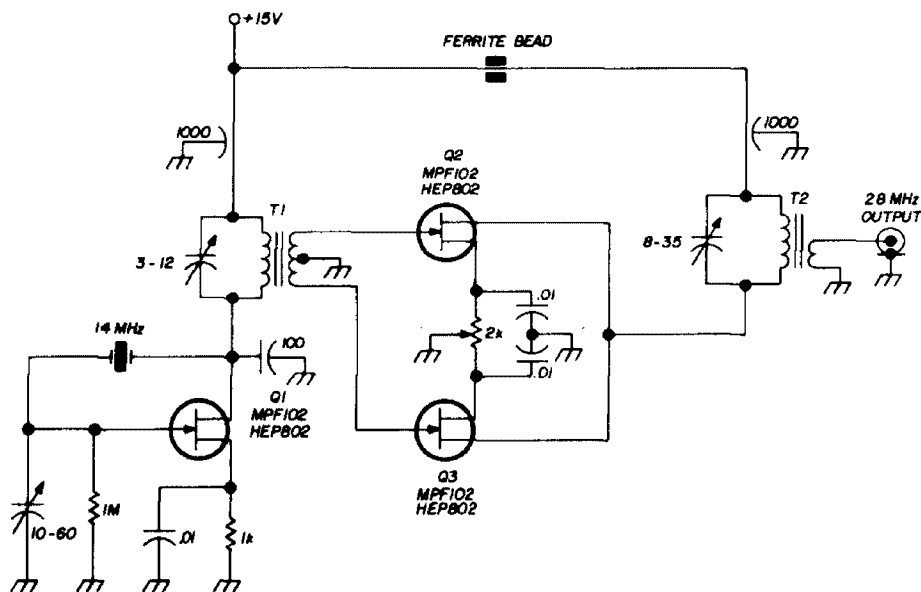 +15V
FERRITE BEAD
1000
1000
Q2
MPF102
HEP802
T1
T2
28 MHz
OUTPUT
3-12
8-35
.01
14 MHz
2k
100
.01
Q1
MPF102
HEP802
Q3
MPF102
HEP802
1M
10-60
.01
1k